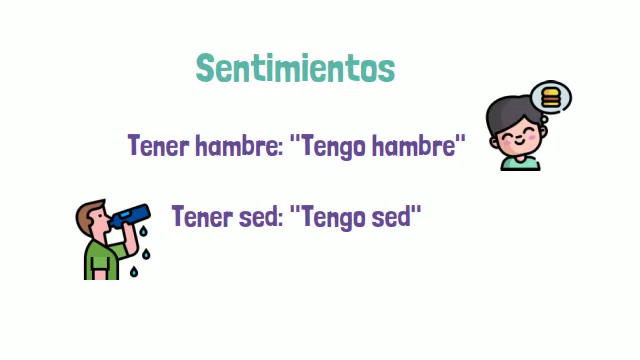 Sentimientos
Tener hambre: "Tengo hambre"
Tener sed: "Tengo sed"